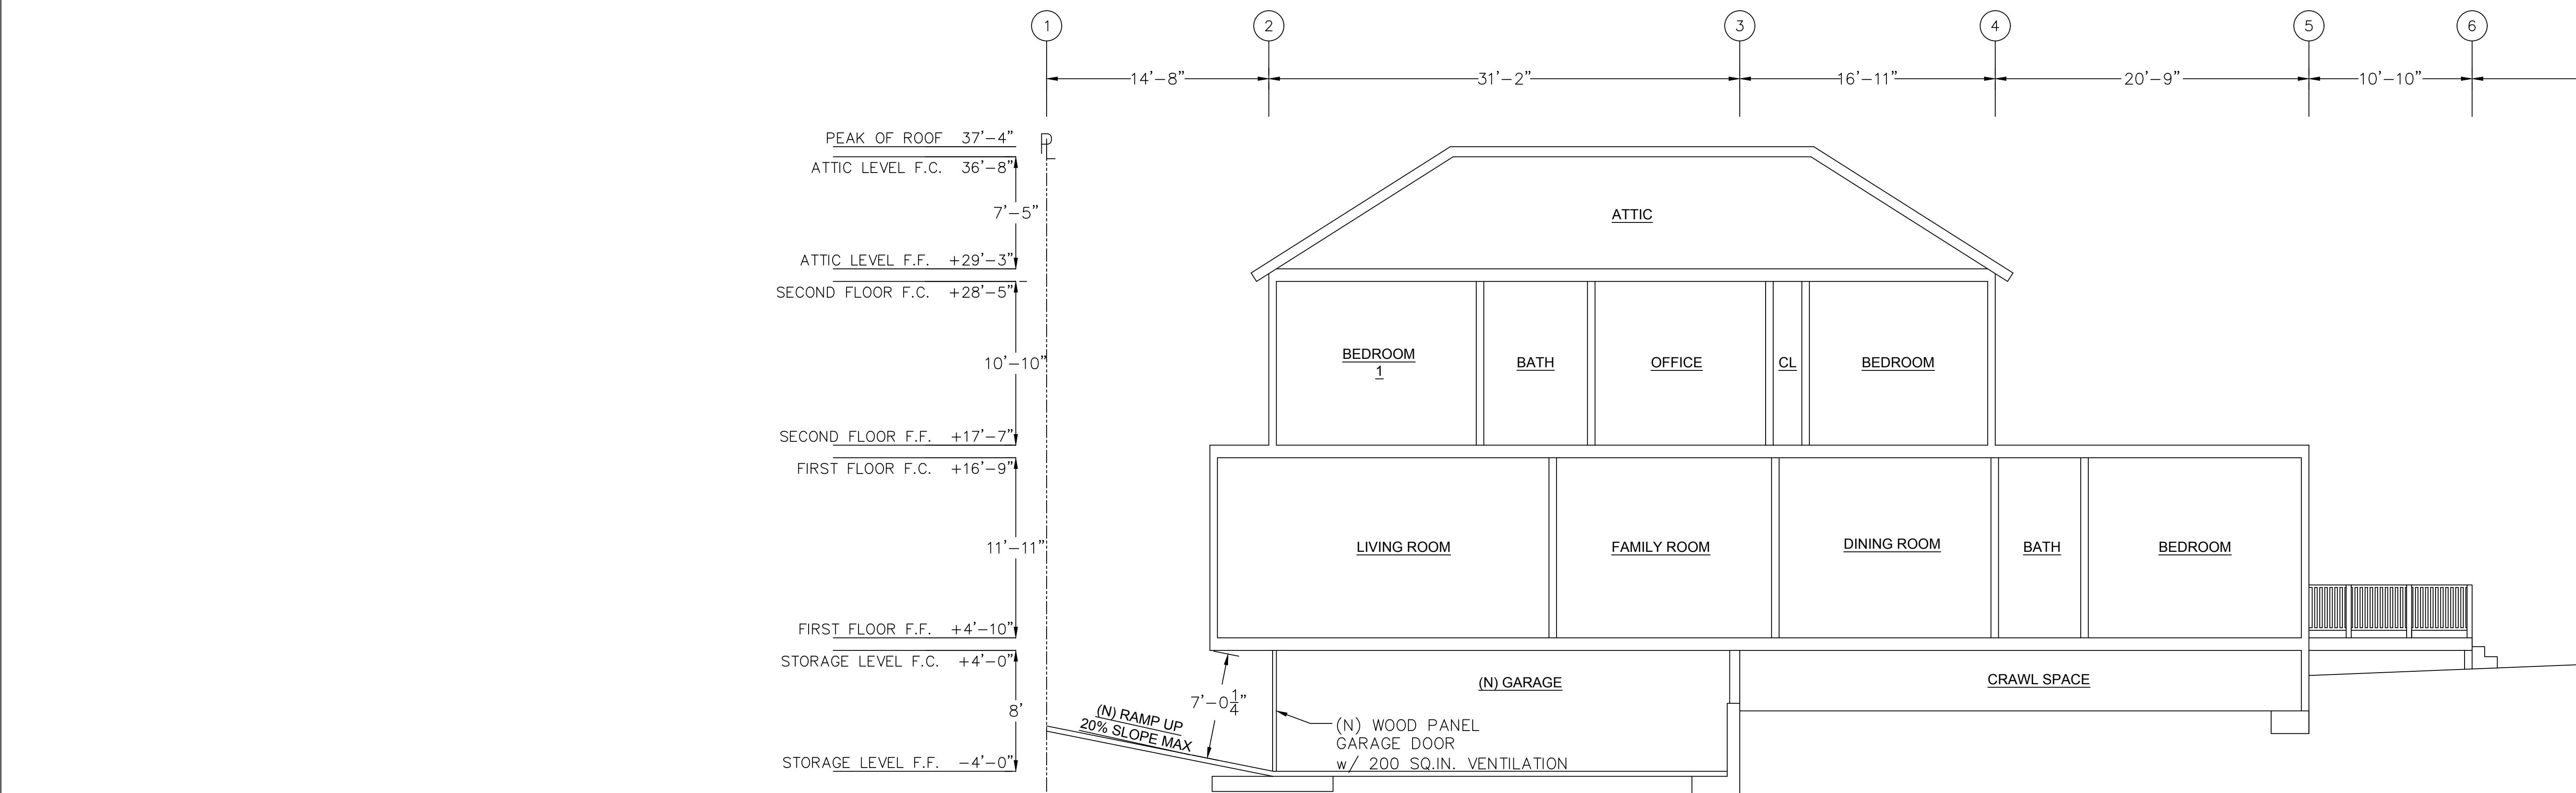 1 2 3 4 5 6
14'-8" 31'-2" 16'-11" 20'-9" 10'-10"
PEAK OF ROOF 37'-4"
PL
ATTIC LEVEL F.C. 36'-8"
7'-5"
ATTIC
ATTIC LEVEL F.F. +29'-3"
SECOND FLOOR F.C. +28'-5"
10'-10"
BEDROOM
1
BATH
OFFICE
CL
BEDROOM
SECOND FLOOR F.F. +17'-7"
FIRST FLOOR F.C. +16'-9"
11'-11"
LIVING ROOM
FAMILY ROOM
DINING ROOM
BATH
BEDROOM
FIRST FLOOR F.F. +4'-10"
STORAGE LEVEL F.C. +4'-0"
8'
(N) RAMP UP
20% SLOPE MAX
7'-0 1/4"
(N) GARAGE
CRAWL SPACE
(N) WOOD PANEL
GARAGE DOOR
w/ 200 SQ.IN. VENTILATION
STORAGE LEVEL F.F. -4'-0"